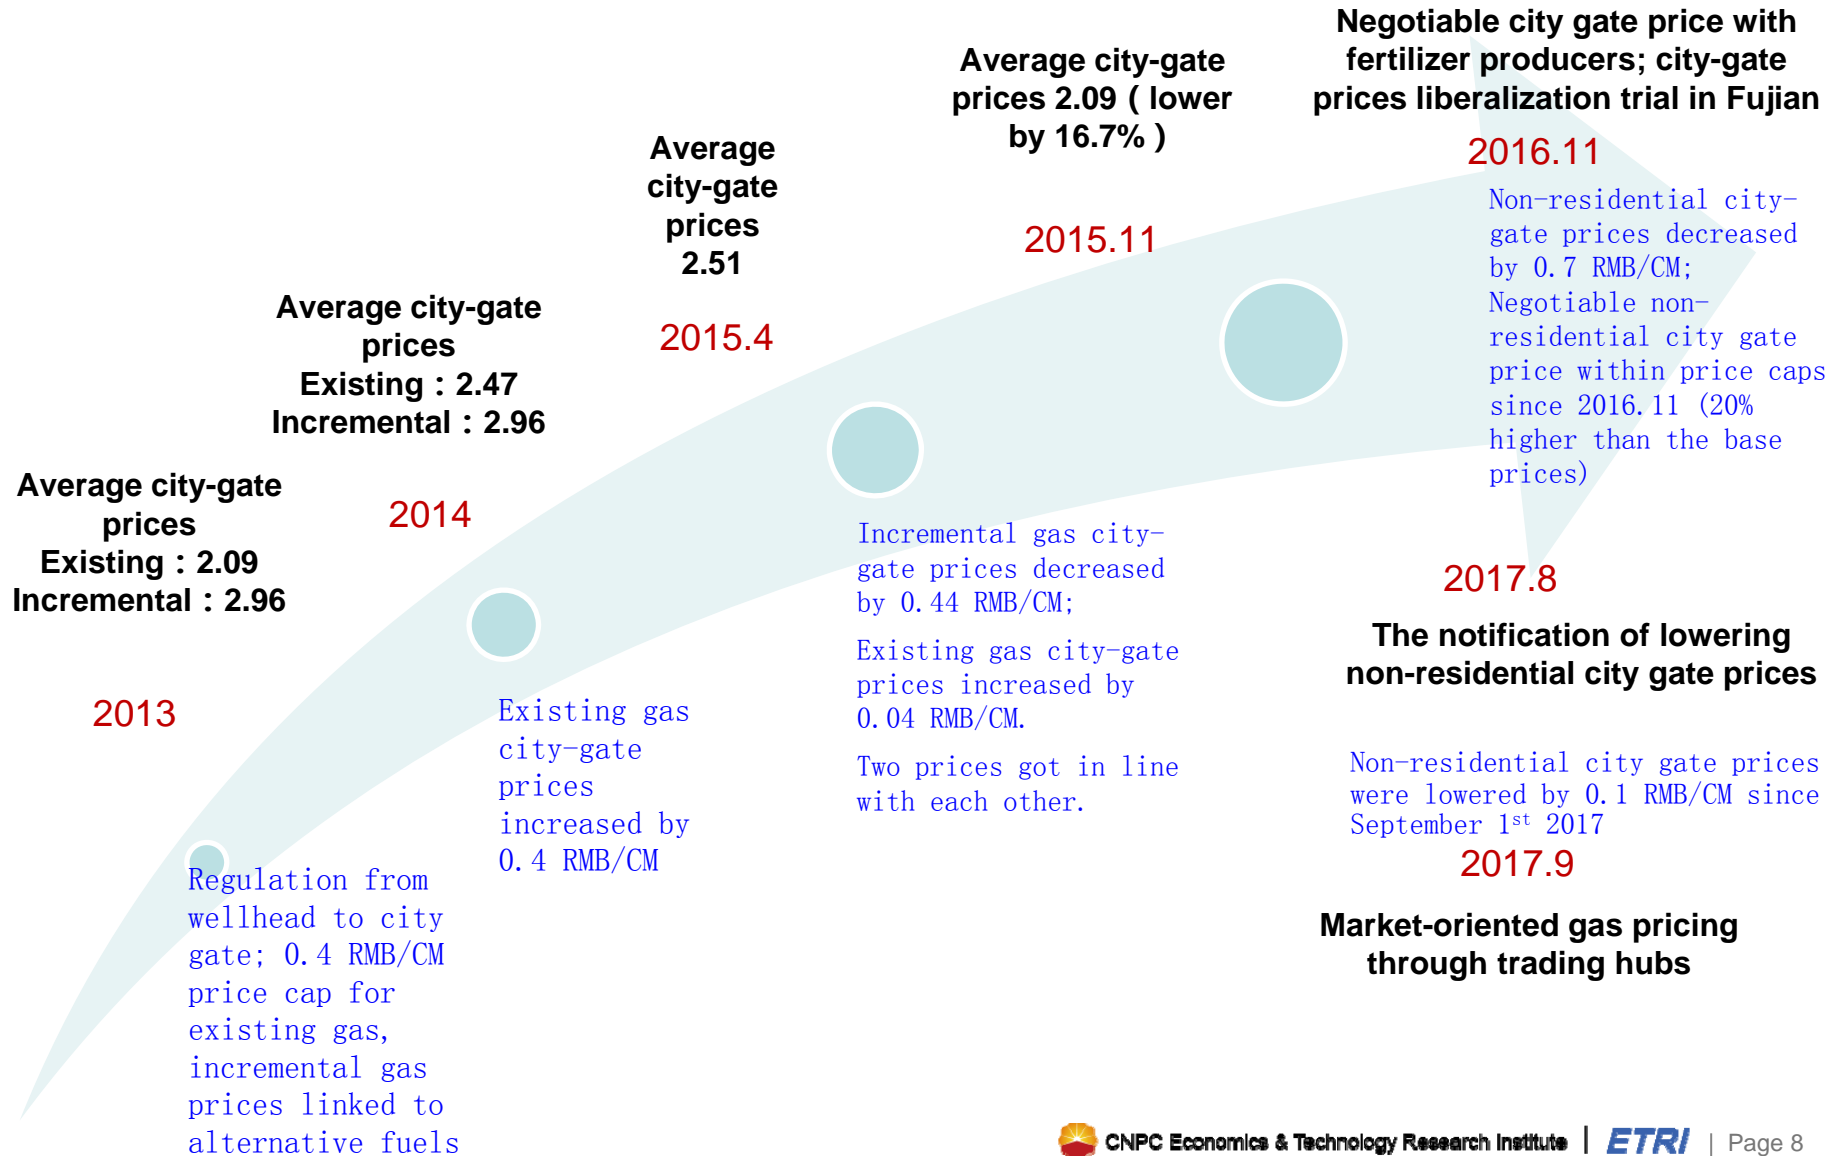 Average city-gate
prices
Existing：2.09
Incremental：2.96
2013
Regulation from
wellhead to city
gate; 0.4 RMB/CM
price cap for
existing gas,
incremental gas
prices linked to
alternative fuels
Average city-gate
prices
Existing：2.47
Incremental：2.96
2014
Existing gas
city-gate
prices
increased by
0.4 RMB/CM
Average
city-gate
prices
2.51
2015.4
Incremental gas city-
gate prices decreased
by 0.44 RMB/CM;
Existing gas city-gate
prices increased by
0.04 RMB/CM.
Two prices got in line
with each other.
Average city-gate
prices 2.09（lower
by 16.7%）
2015.11
Negotiable city gate price with
fertilizer producers; city-gate
prices liberalization trial in Fujian
2016.11
Non-residential city-
gate prices decreased
by 0.7 RMB/CM;
Negotiable non-
residential city gate
price within price caps
since 2016.11 (20%
higher than the base
prices)
2017.8
The notification of lowering
non-residential city gate prices
Non-residential city gate prices
were lowered by 0.1 RMB/CM since
September 1st 2017
2017.9
Market-oriented gas pricing
through trading hubs
CNPC Economics & Technology Research Institute | ETRI | Page 8